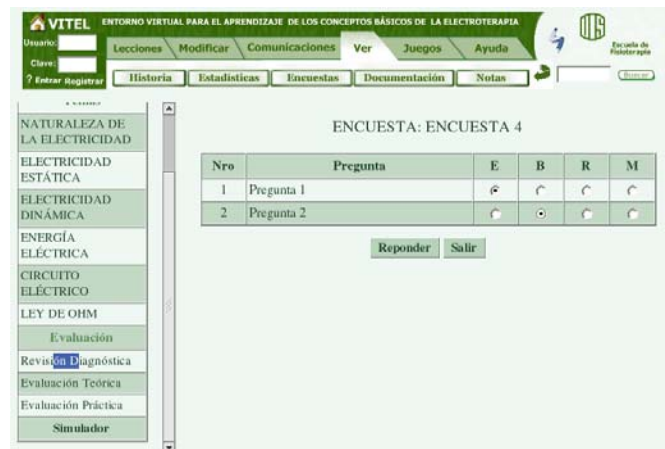 VITEL ENTORNO VIRTUAL PARA EL APRENDIZAJE DE LOS CONCEPTOS BÁSICOS DE LA ELECTROTERAPIA
Usuario:
Clave:
? Entrar Registrar
Lecciones Modificar Comunicaciones Ver Juegos Ayuda
Historia Estadísticas Encuestas Documentación Notas
UIS
Escuela de
Fisioterapia
Buscar
NATURALEZA DE
LA ELECTRICIDAD
ELECTRICIDAD
ESTÁTICA
ELECTRICIDAD
DINÁMICA
ENERGÍA
ELÉCTRICA
CIRCUITO
ELÉCTRICO
LEY DE OHM
Evaluación
Revisión Diagnóstica
Evaluación Teórica
Evaluación Práctica
Simulador
ENCUESTA: ENCUESTA 4
Nro Pregunta E B R M
1 Pregunta 1
2 Pregunta 2
Reponder Salir